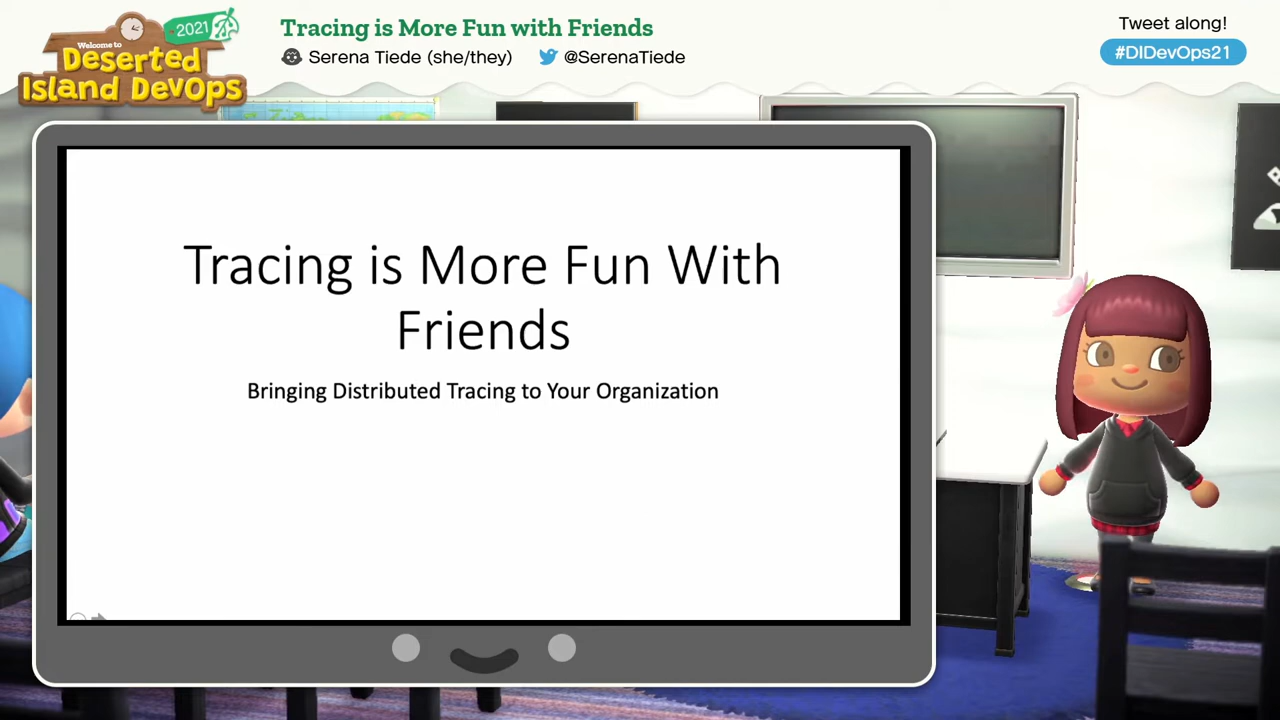 Welcome to
Deserted
Island DevOps
2021
Tracing is More Fun with Friends
Serena Tiede (she/they)
@SerenaTiede
Tweet along!
#DIDevOps21
Tracing is More Fun With
Friends
Bringing Distributed Tracing to Your Organization